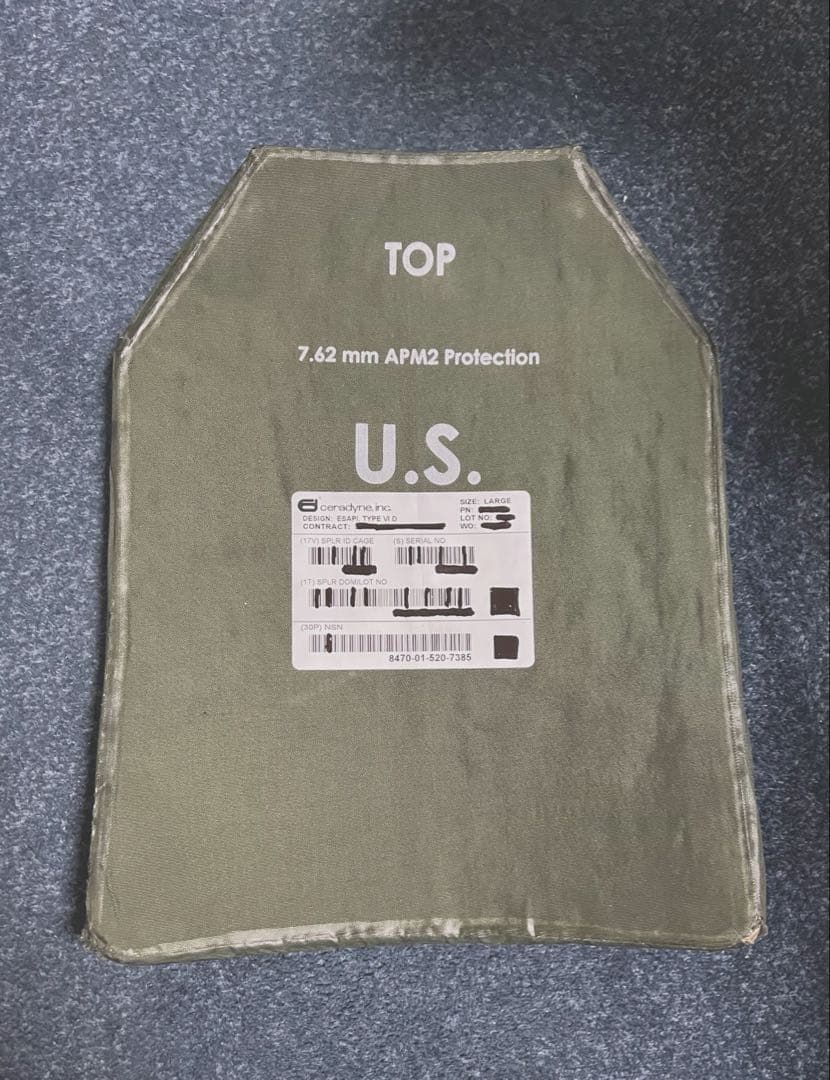 TOP
7.62 mm APM2 Protection
U.S.
ceradyne, inc.
SIZE: LARGE
DESIGN: ESAPI, TYPE VI D
PN:
CONTRACT:
LOT NO:
WO:
(17V) SPLR ID CAGE
(S) SERIAL NO
(1T) SPLR DOM/LOT NO
(30P) NSN
8470-01-520-7385